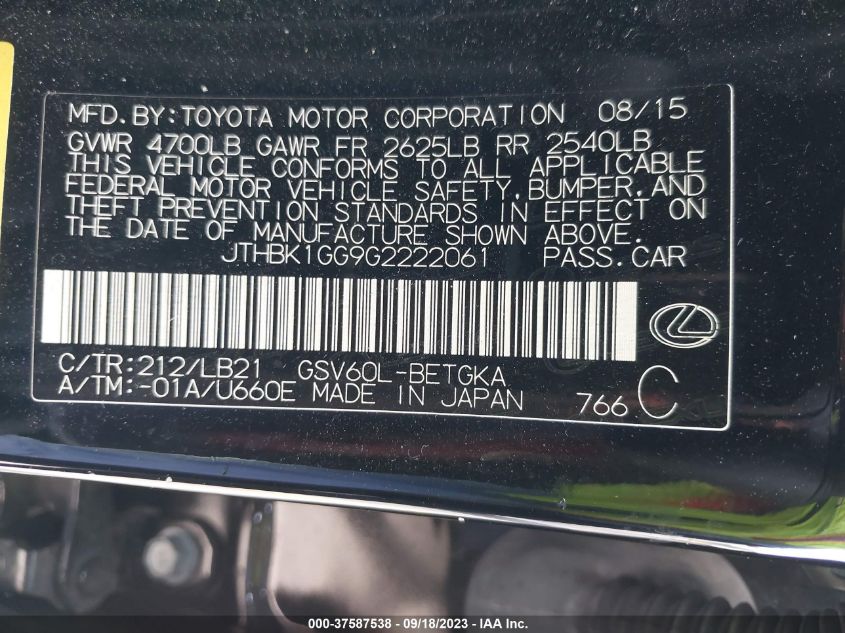 MFD.BY:TOYOTA MOTOR CORPORATION 08/15
GVWR 4700LB GAWR FR 2625LB RR 2540LB
THIS VEHICLE CONFORMS TO ALL APPLICABLE
FEDERAL MOTOR VEHICLE SAFETY,BUMPER,AND
THEFT PREVENTION STANDARDS IN EFFECT ON
THE DATE OF MANUFACTURE SHOWN ABOVE.
JTHBK1GG9G2222061 PASS.CAR
C/TR:212/LB21 GSV60L-BETGKA
A/TM:-01A/U660E MADE IN JAPAN 766 C
000-37587538 - 09/18/2023 - IAA Inc.